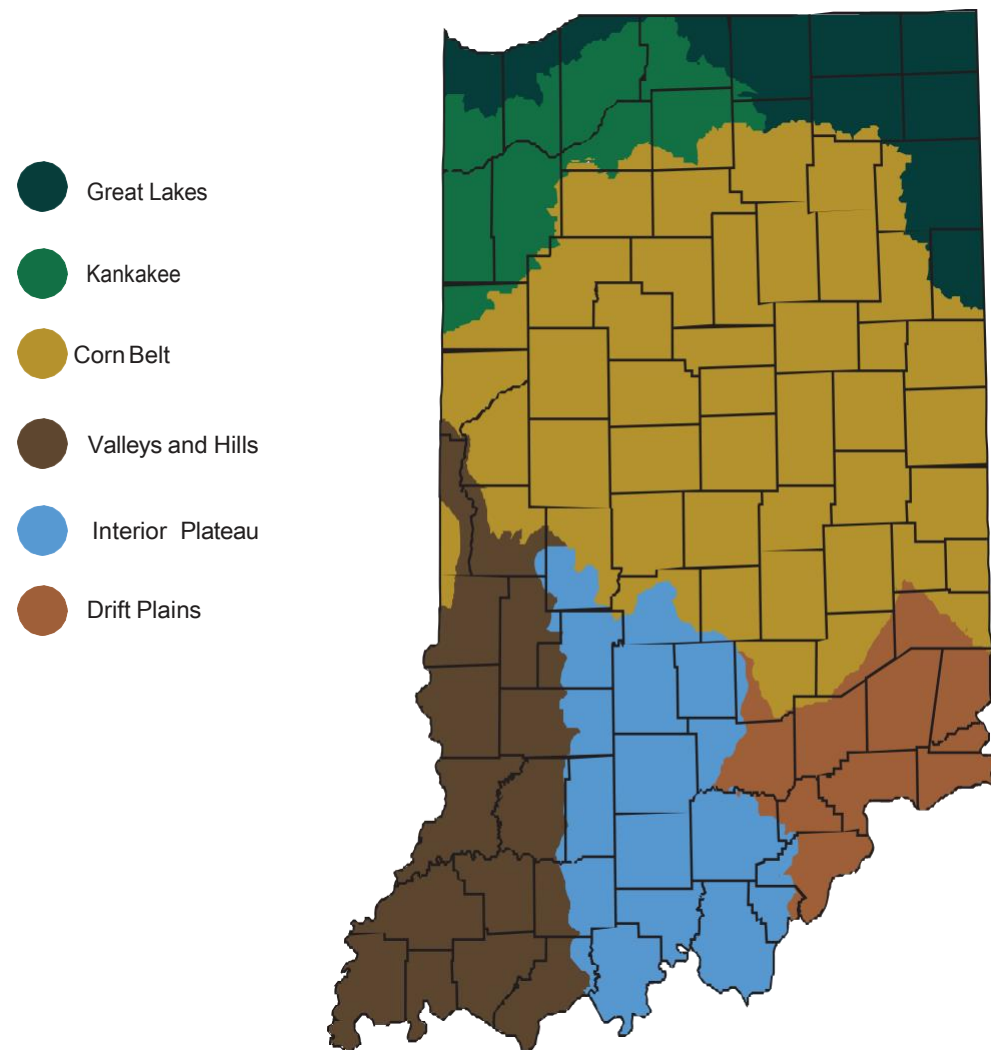 Great Lakes
Kankakee
Corn Belt
Valleys and Hills
Interior Plateau
Drift Plains